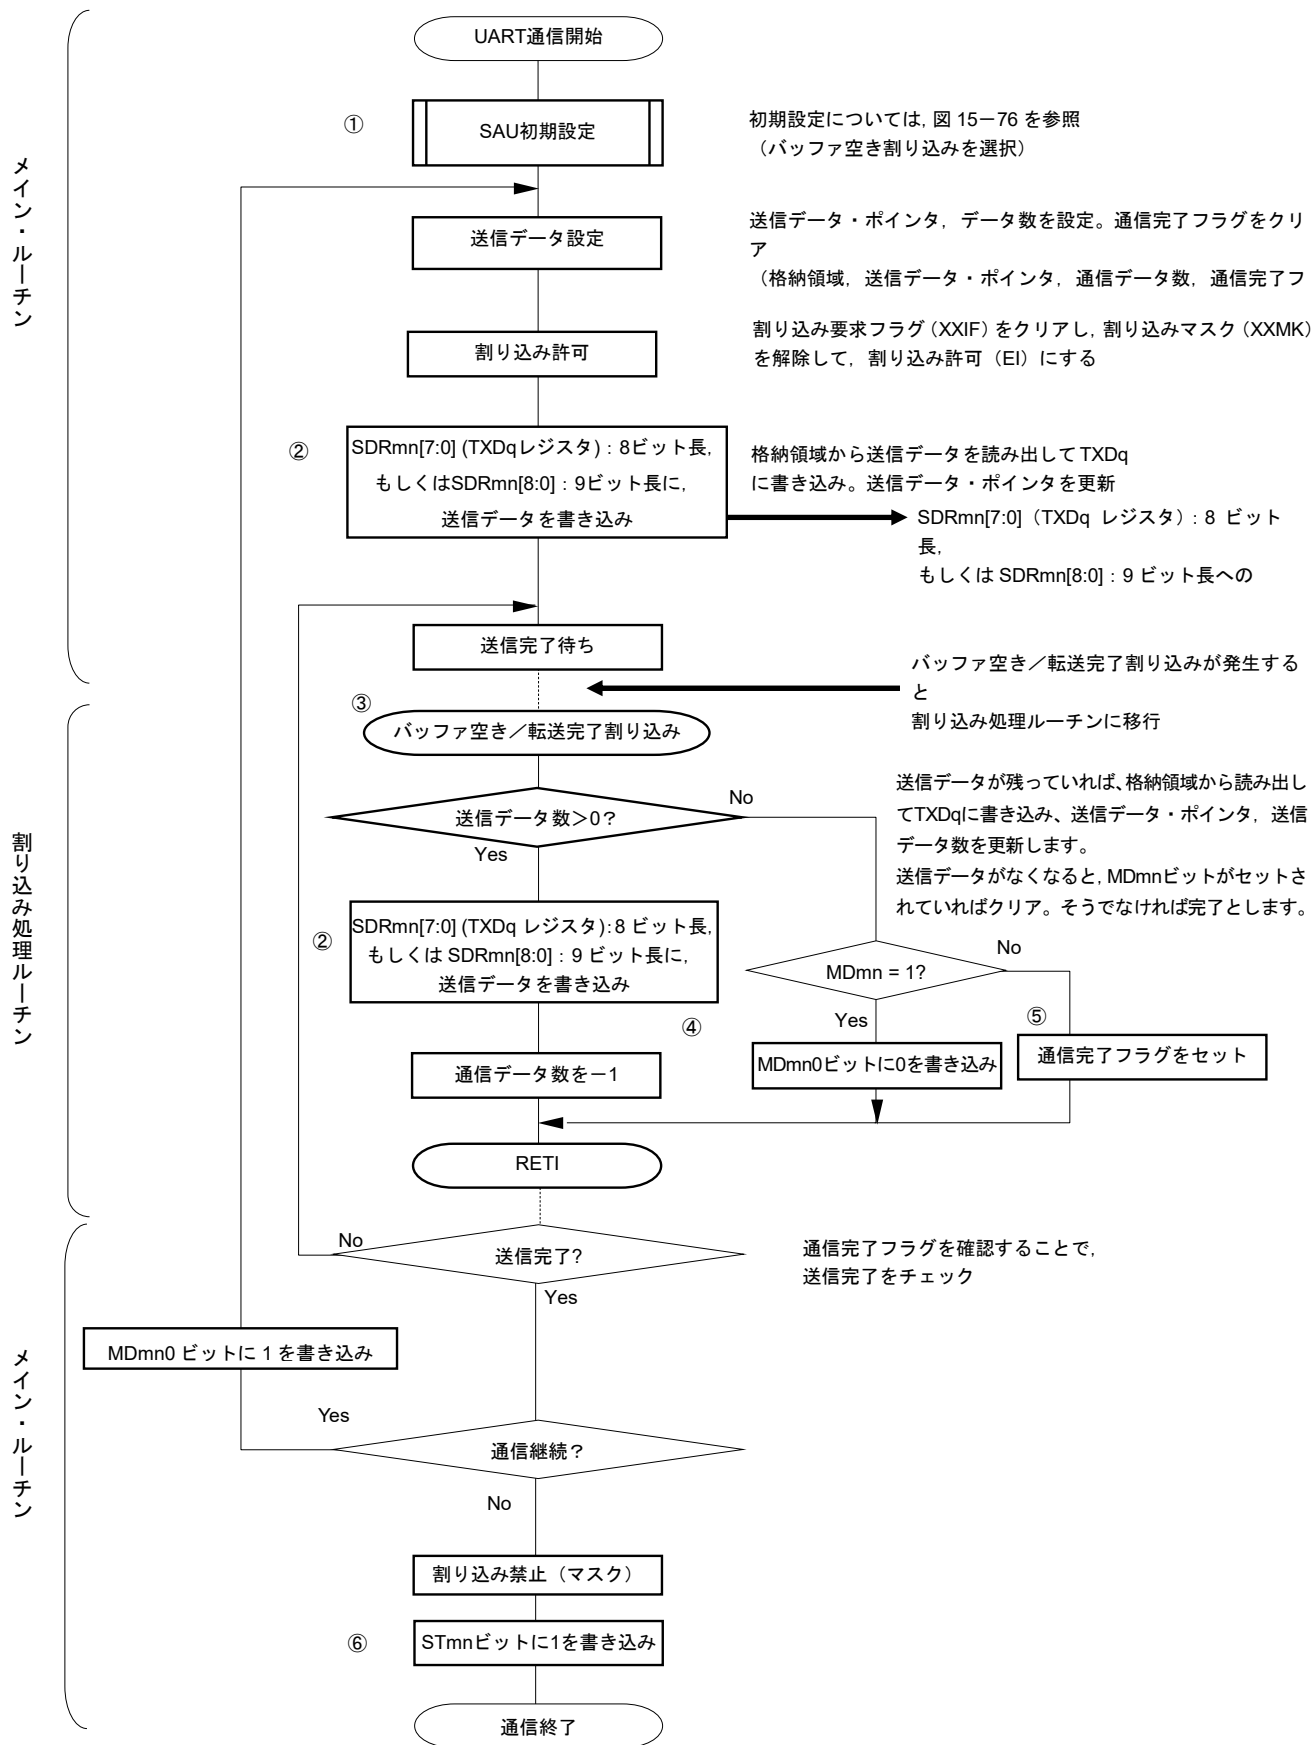 UART通信開始
①
SAU初期設定
初期設定については, 図 15-76 を参照
（バッファ空き割り込みを選択）
メイン・ルーチン
送信データ設定
送信データ・ポインタ，データ数を設定。通信完了フラグをクリ
ア
（格納領域，送信データ・ポインタ，通信データ数，通信完了フ
割り込み許可
割り込み要求フラグ（XXIF）をクリアし, 割り込みマスク（XXMK）
を解除して，割り込み許可（EI）にする
②
SDRmn[7:0] (TXDqレジスタ)：8ビット長,
もしくはSDRmn[8:0]：9ビット長に,
送信データを書き込み
格納領域から送信データを読み出して TXDq
に書き込み。送信データ・ポインタを更新
SDRmn[7:0]（TXDq レジスタ）：8 ビット
長,
もしくは SDRmn[8:0]：9 ビット長への
送信完了待ち
バッファ空き／転送完了割り込みが発生する
と
割り込み処理ルーチンに移行
③
バッファ空き／転送完了割り込み
割り込み処理ルーチン
送信データ数＞0？
No
Yes
送信データが残っていれば、格納領域から読み出し
てTXDqに書き込み、送信データ・ポインタ，送信
データ数を更新します。
送信データがなくなると, MDmnビットがセットさ
れていればクリア。そうでなければ完了とします。
②
SDRmn[7:0] (TXDq レジスタ)：8 ビット長,
もしくは SDRmn[8:0]：9 ビット長に,
送信データを書き込み
MDmn = 1?
No
Yes
④
⑤
MDmn0ビットに0を書き込み
通信完了フラグをセット
通信データ数を－1
RETI
メイン・ルーチン
送信完了?
No
Yes
通信完了フラグを確認することで,
送信完了をチェック
MDmn0 ビットに 1 を書き込み
通信継続？
Yes
No
割り込み禁止（マスク）
⑥
STmnビットに1を書き込み
通信終了